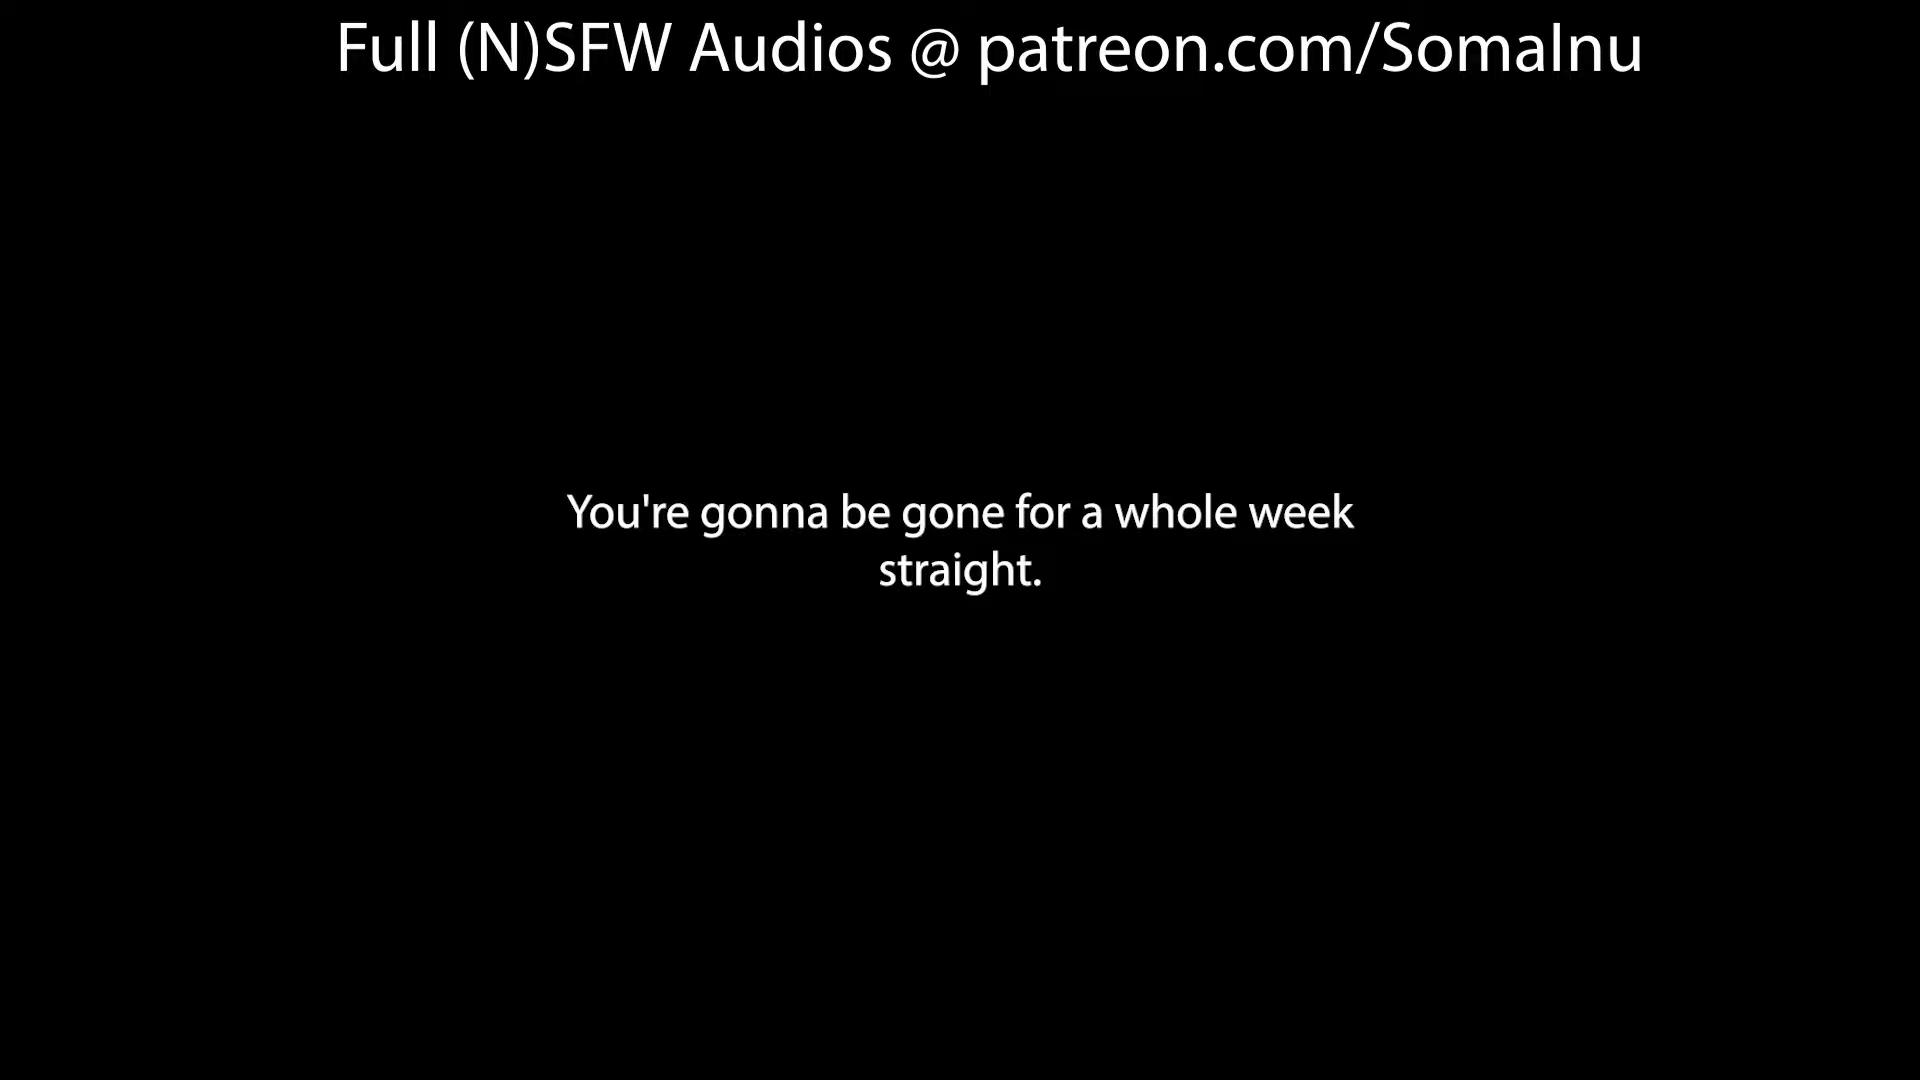 Full (N)SFW Audios @ patreon.com/SomaInu
You're gonna be gone for a whole week
straight.